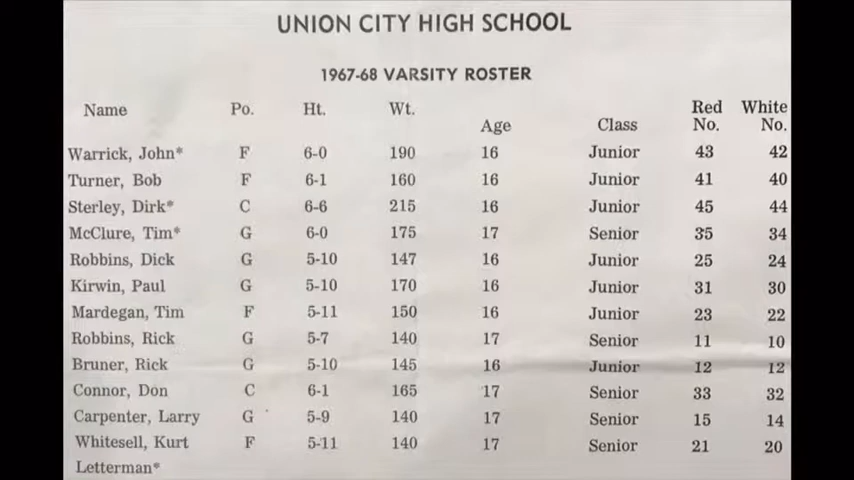 UNION CITY HIGH SCHOOL
1967-68 VARSITY ROSTER
Name Po. Ht. Wt. Age Class Red No. White No.
Warrick, John* F 6-0 190 16 Junior 43 42
Turner, Bob F 6-1 160 16 Junior 41 40
Sterley, Dirk* C 6-6 215 16 Junior 45 44
McClure, Tim* G 6-0 175 17 Senior 35 34
Robbins, Dick G 5-10 147 16 Junior 25 24
Kirwin, Paul G 5-10 170 16 Junior 31 30
Mardegan, Tim F 5-11 150 16 Junior 23 22
Robbins, Rick G 5-7 140 17 Senior 11 10
Bruner, Rick G 5-10 145 16 Junior 12 12
Connor, Don C 6-1 165 17 Senior 33 32
Carpenter, Larry G 5-9 140 17 Senior 15 14
Whitesell, Kurt F 5-11 140 17 Senior 21 20
Letterman*